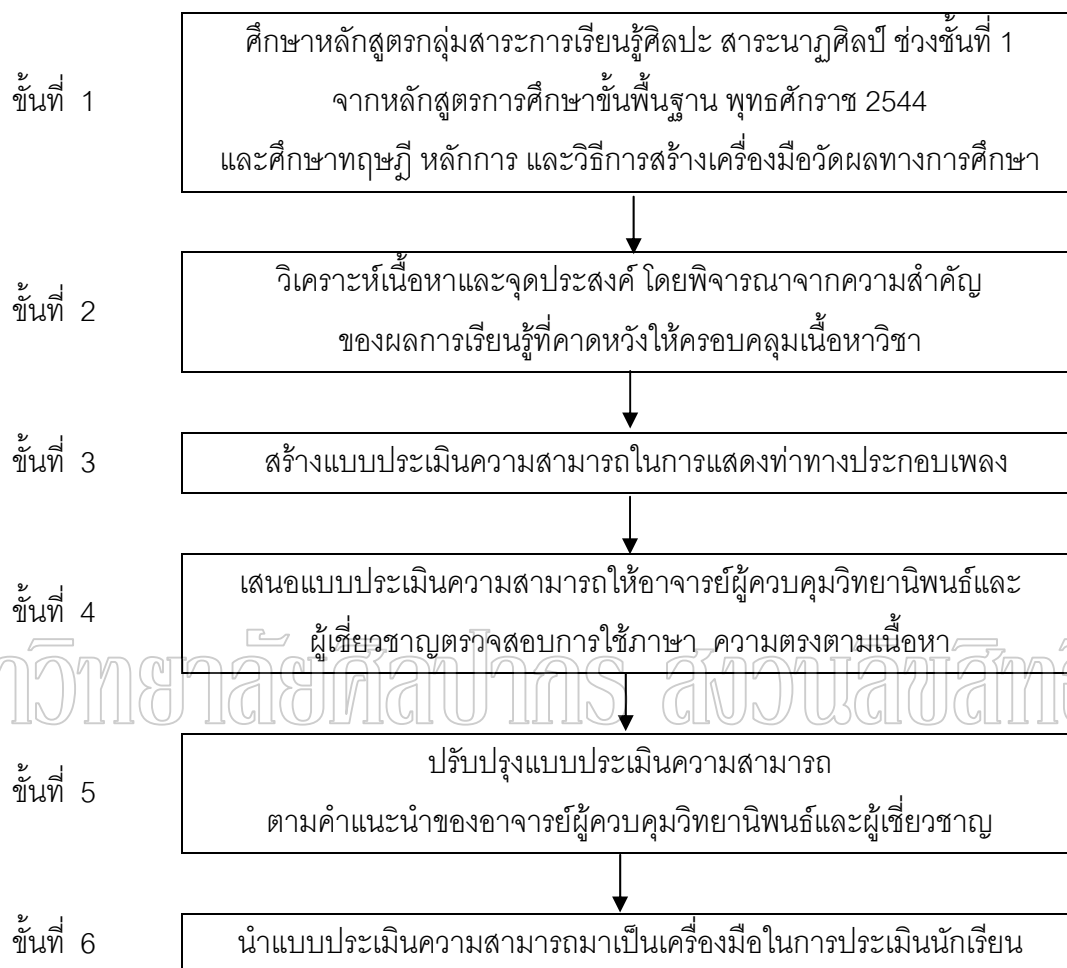 ศึกษาหลักสูตรกลุ่มสาระการเรียนรู้ศิลปะ สาระนาฏศิลป์ ช่วงชั้นที่ 1
ขั้นที่ 1
จากหลักสูตรการศึกษาขั้นพื้นฐาน พุทธศักราช 2544
และศึกษาทฤษฎี หลักการ และวิธีการสร้างเครื่องมือวัดผลทางการศึกษา
วิเคราะห์เนื้อหาและจุดประสงค์ โดยพิจารณาจากความสำคัญ
ขั้นที่ 2
ของผลการเรียนรู้ที่คาดหวังให้ครอบคลุมเนื้อหาวิชา
ขั้นที่ 3
สร้างแบบประเมินความสามารถในการแสดงท่าทางประกอบเพลง
เสนอแบบประเมินความสามารถให้อาจารย์ผู้ควบคุมวิทยานิพนธ์และ
ขั้นที่ 4
ผู้เชี่ยวชาญตรวจสอบการใช้ภาษา ความตรงตามเนื้อหา
าวิทยาลัยศิลปากร สงวนลิขสิทธิ
ปรับปรุงแบบประเมินความสามารถ
ขั้นที่ 5
ตามคำแนะนำของอาจารย์ผู้ควบคุมวิทยานิพนธ์และผู้เชี่ยวชาญ
ขั้นที่ 6
นำแบบประเมินความสามารถมาเป็นเครื่องมือในการประเมินนักเรียน